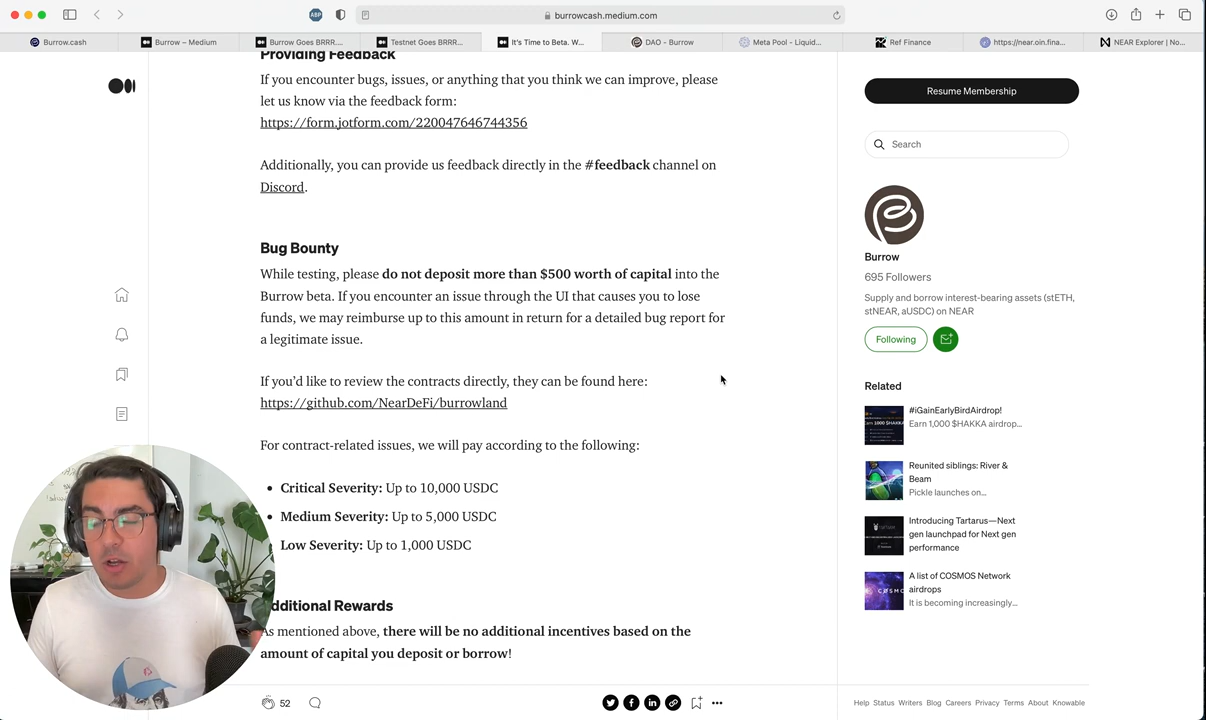 burrowcash.medium.com
Burrow.cash
Burrow – Medium
Burrow Goes BRRR....
Testnet Goes BRRR...
It's Time to Beta. W...
DAO - Burrow
Meta Pool - Liquid...
Ref Finance
https://near.oin.fina...
NEAR Explorer | No...
ABP
Providing Feedback
If you encounter bugs, issues, or anything that you think we can improve, please
let us know via the feedback form:
https://form.jotform.com/220047646744356
Additionally, you can provide us feedback directly in the #feedback channel on
Discord.
Bug Bounty
While testing, please do not deposit more than $500 worth of capital into the
Burrow beta. If you encounter an issue through the UI that causes you to lose
funds, we may reimburse up to this amount in return for a detailed bug report for
a legitimate issue.
If you'd like to review the contracts directly, they can be found here:
https://github.com/NearDeFi/burrowland
For contract-related issues, we will pay according to the following:
• Critical Severity: Up to 10,000 USDC
• Medium Severity: Up to 5,000 USDC
Low Severity: Up to 1,000 USDC
dditional Rewards
As mentioned above, there will be no additional incentives based on the
amount of capital you deposit or borrow!
52
Resume Membership
Search
Burrow
695 Followers
Supply and borrow interest-bearing assets (stETH,
stNEAR, aUSDC) on NEAR
Following
Related
#iGainEarlyBirdAirdrop!
Earn 1,000 $HAKKA airdrop...
Reunited siblings: River &
Beam
Pickle launches on...
Introducing Tartarus—Next
gen launchpad for Next gen
performance
A list of COSMOS Network
airdrops
It is becoming increasingly...
Help Status Writers Blog Careers Privacy Terms About Knowable